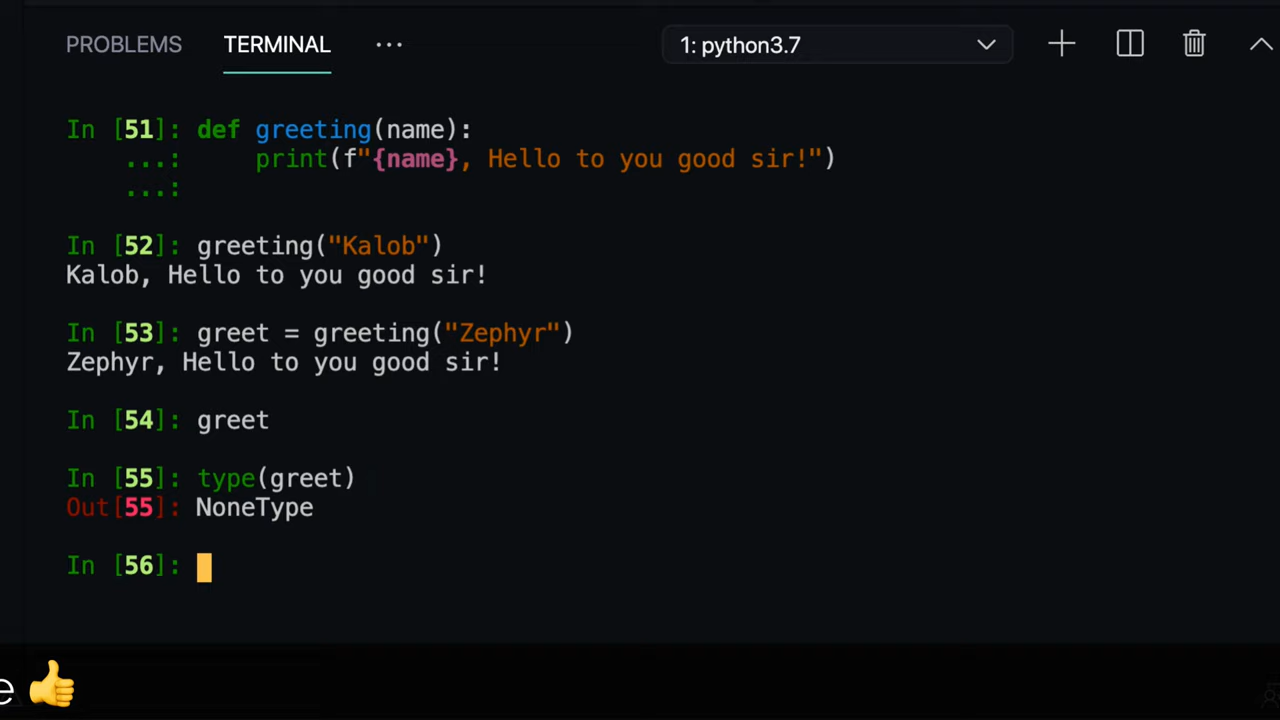 PROBLEMS TERMINAL ... 1: python3.7
In [51]: def greeting(name):
...:     print(f"{name}, Hello to you good sir!")
...:
In [52]: greeting("Kalob")
Kalob, Hello to you good sir!
In [53]: greet = greeting("Zephyr")
Zephyr, Hello to you good sir!
In [54]: greet
In [55]: type(greet)
Out[55]: NoneType
In [56]:
e 👍